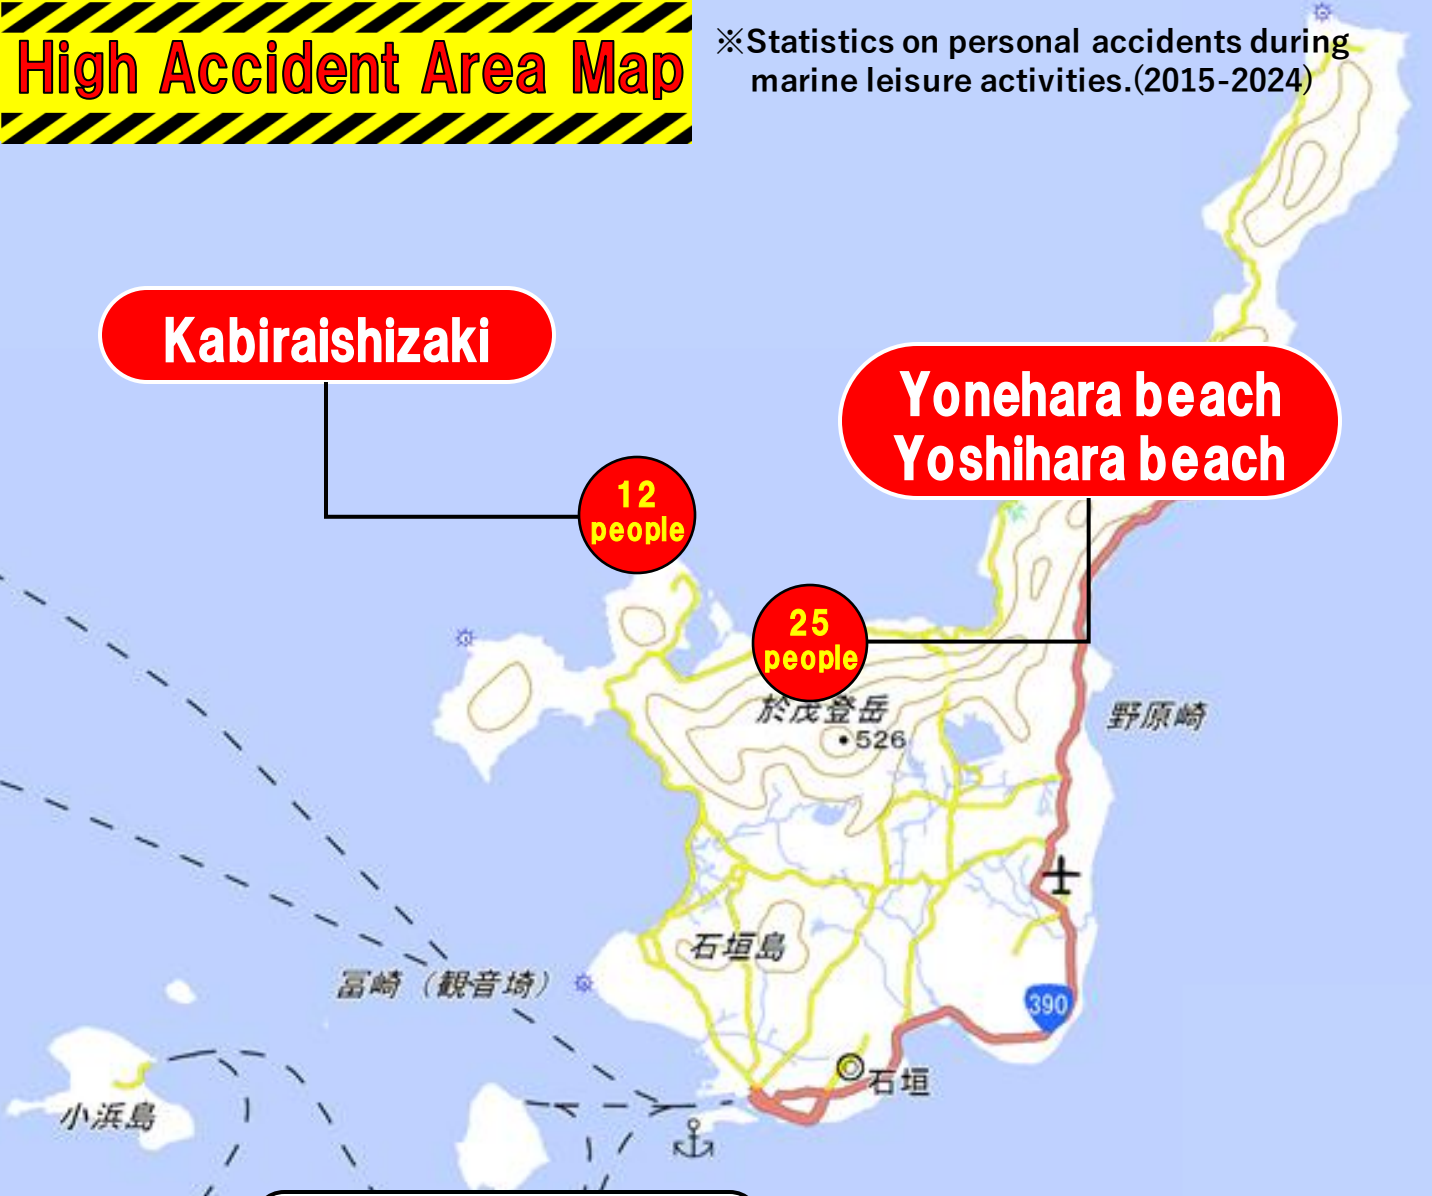 High Accident Area Map
※Statistics on personal accidents during
marine leisure activities.(2015-2024)
Kabiraishizaki
Yonehara beach
Yoshihara beach
12
people
25
people
於茂登岳
526
野原崎
石垣島
冨崎（観音埼）
390
石垣
小浜島